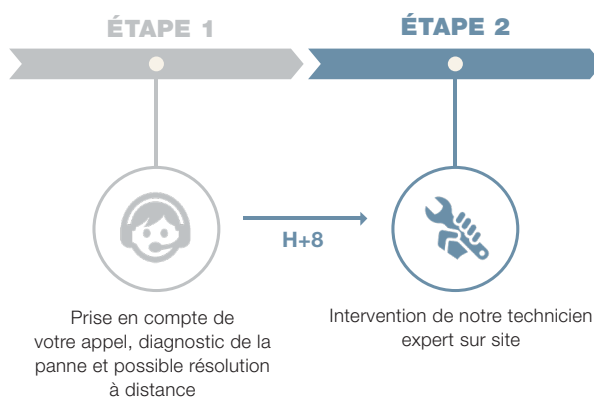 ÉTAPE 1
ÉTAPE 2
H+8
Prise en compte de
votre appel, diagnostic de la
panne et possible résolution
à distance
Intervention de notre technicien
expert sur site